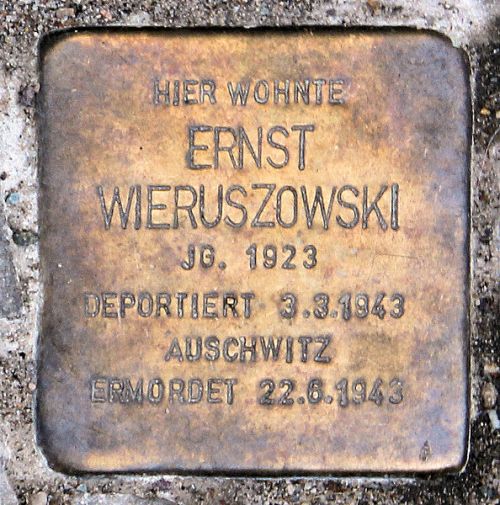 HIER WOHNTE
ERNST
WIERUSZOWSKI
JG. 1923
DEPORTIERT 3.3.1943
AUSCHWITZ
ERMORDET 22.6.1943